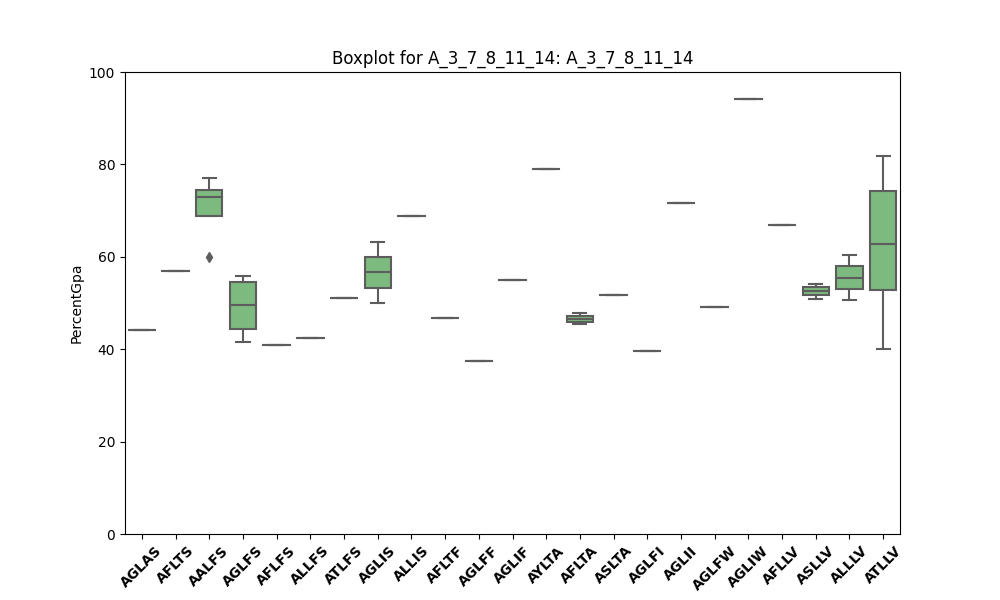 Boxplot for A_3_7_8_11_14: A_3_7_8_11_14
100
80
60
40
20
0
PercentGpa
AGLAS
AFLTS
AALFS
AGLFS
AFLFS
ALLFS
ATLFS
AGLIS
ALLIS
AFLTF
AGLFF
AGLIF
AYLTA
AFLTA
ASLTA
AGLFI
AGLII
AGLFW
AGLIW
AFLLV
ASLLV
ALLLV
ATLLV